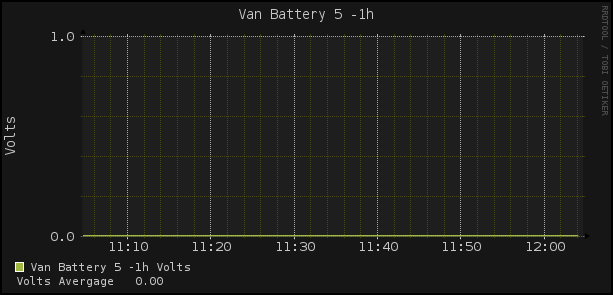 Van Battery 5 -1h
RRDTOOL / TOBI OETIKER
1.0
Volts
0.0
11:10 11:20 11:30 11:40 11:50 12:00
Van Battery 5 -1h Volts
Volts Avergage 0.00